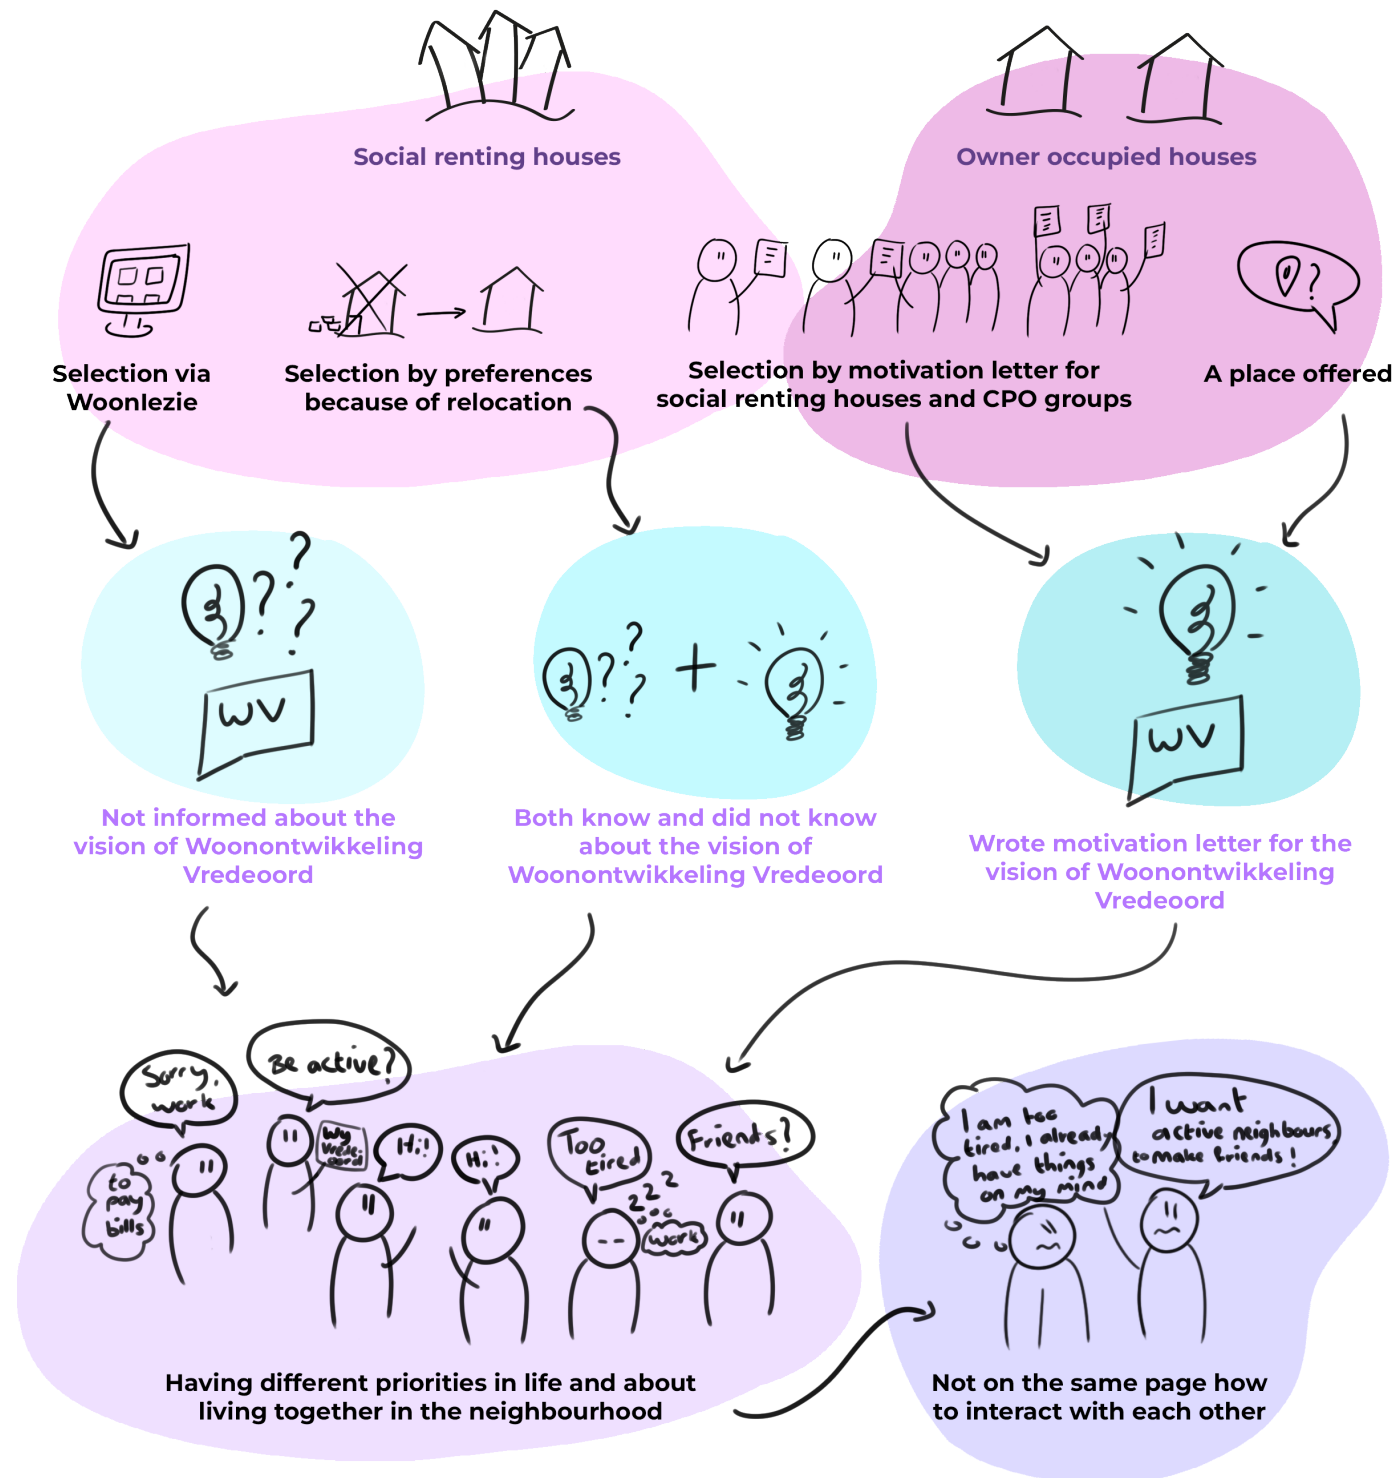 Social renting houses
Owner occupied houses
?
Selection via
Woonlezie
Selection by preferences
because of relocation
Selection by motivation letter for
social renting houses and CPO groups
A place offered
? ? ?
WV
? ? ?
+
WV
Not informed about the
vision of Woonontwikkeling
Vredeoord
Both know and did not know
about the vision of
Woonontwikkeling Vredeoord
Wrote motivation letter for the
vision of Woonontwikkeling
Vredeoord
Sorry,
work
to
pay
bills
Be active?
WV
Vrede-
oord
Hi!
Hi!
Too
tired
z z z
work
Friends?
I am too
tired. I already
have things
on my mind
I want
active neighbours
to make friends!
Having different priorities in life and about
living together in the neighbourhood
Not on the same page how
to interact with each other